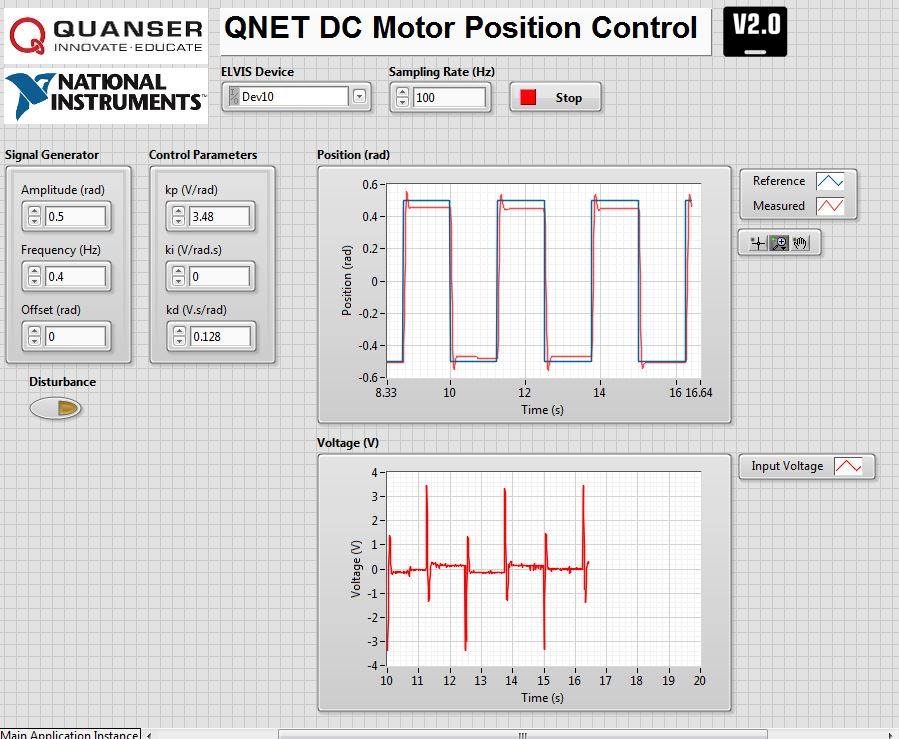 QUANSER
INNOVATE·EDUCATE
QNET DC Motor Position Control
V2.0
NATIONAL
INSTRUMENTS™
ELVIS Device
Dev10
Sampling Rate (Hz)
100
Stop
Signal Generator
Amplitude (rad)
0.5
Frequency (Hz)
0.4
Offset (rad)
0
Disturbance
Control Parameters
kp (V/rad)
3.48
ki (V/rad.s)
0
kd (V.s/rad)
0.128
Position (rad)
Position (rad)
0.6
0.4
0.2
0
-0.2
-0.4
-0.6
8.33 10 12 14 16 16.64
Time (s)
Reference
Measured
Voltage (V)
Voltage (V)
4
3
2
1
0
-1
-2
-3
-4
10 11 12 13 14 15 16 17 18 19 20
Time (s)
Input Voltage
Main Application Instance